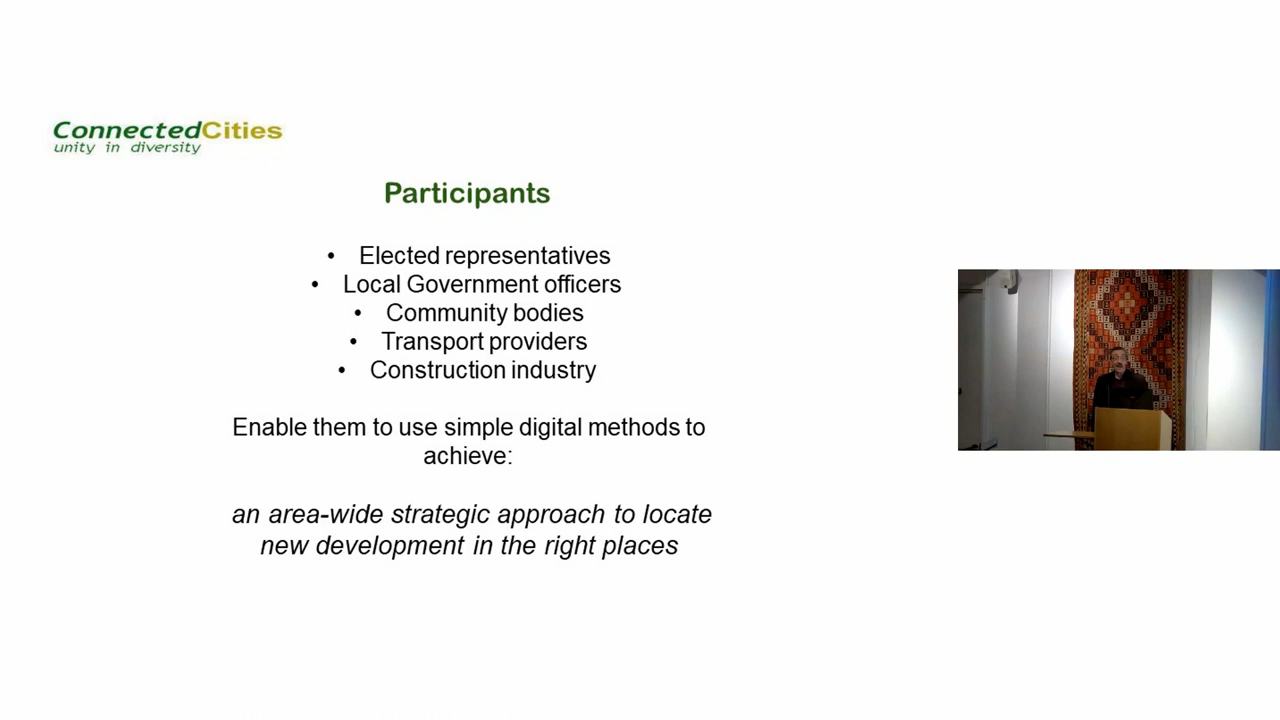 ConnectedCities
unity in diversity
Participants
• Elected representatives
• Local Government officers
• Community bodies
• Transport providers
• Construction industry
Enable them to use simple digital methods to
achieve:
an area-wide strategic approach to locate
new development in the right places